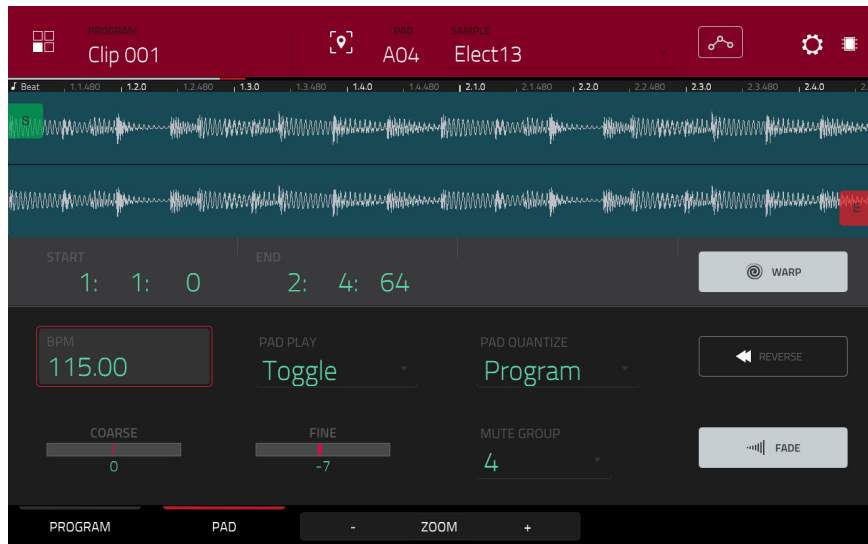 PROGRAM PAD SAMPLE
Clip 001 A04 Elect13
Beat 1.1.480 1.2.0 1.2.480 1.3.0 1.3.480 1.4.0 1.4.480 2.1.0 2.1.480 2.2.0 2.2.480 2.3.0 2.3.480 2.4.0 2.
S
E
START END
1: 1: 0 2: 4: 64
WARP
BPM PAD PLAY PAD QUANTIZE
115.00 Toggle Program
REVERSE
COARSE FINE MUTE GROUP
0 -7 4
FADE
PROGRAM PAD - ZOOM +